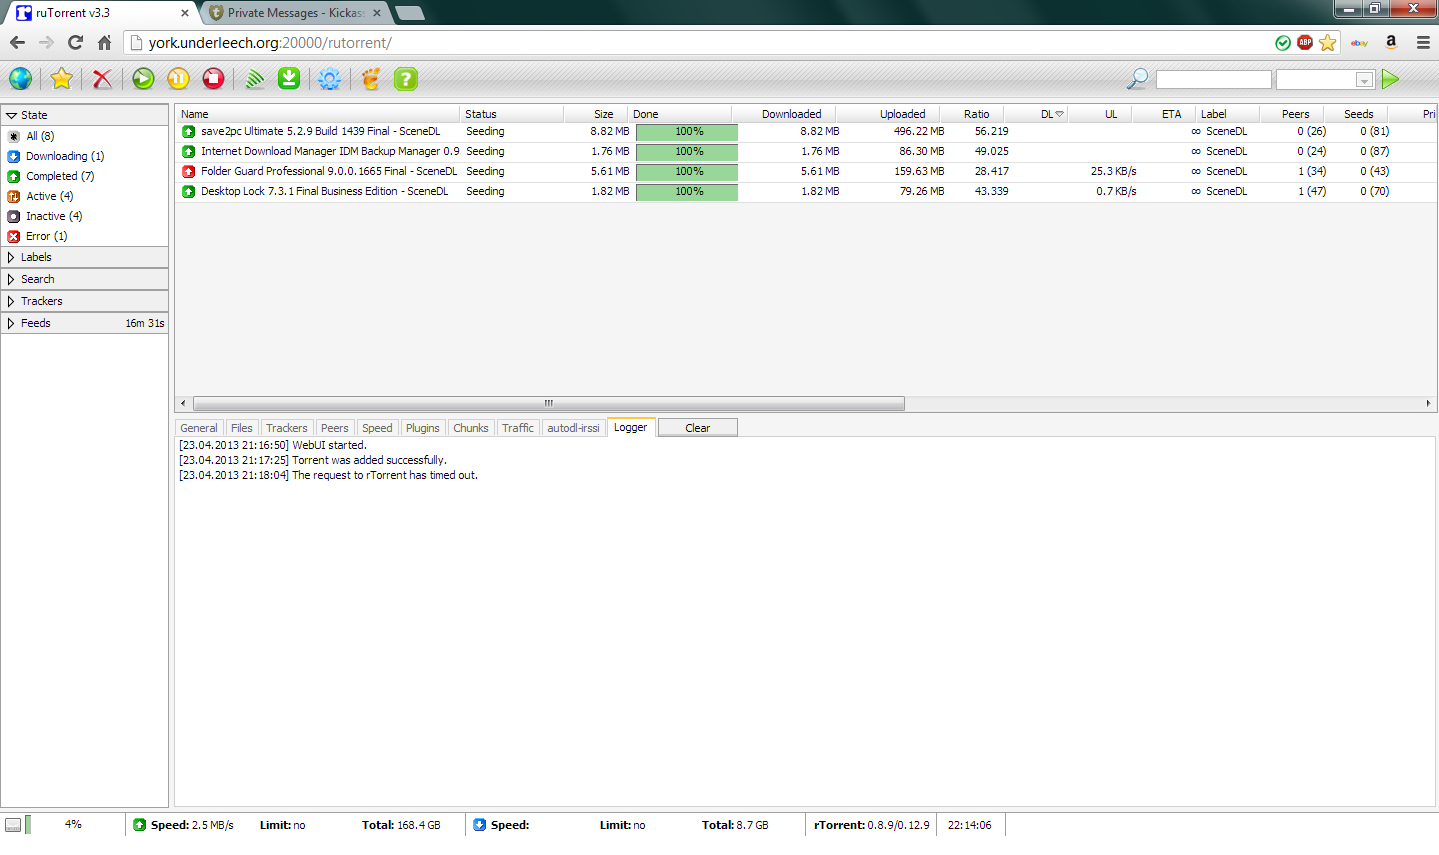 ruTorrent v3.3
Private Messages - Kickass
york.underleech.org:20000/rutorrent/
ABP
ebay
a
State
All (8)
Downloading (1)
Completed (7)
Active (4)
Inactive (4)
Error (1)
Labels
Search
Trackers
Feeds 16m 31s
Name Status Size Done Downloaded Uploaded Ratio DL UL ETA Label Peers Seeds Pri
save2pc Ultimate 5.2.9 Build 1439 Final - SceneDL Seeding 8.82 MB 100% 8.82 MB 496.22 MB 56.219 ∞ SceneDL 0 (26) 0 (81)
Internet Download Manager IDM Backup Manager 0.9 Seeding 1.76 MB 100% 1.76 MB 86.30 MB 49.025 ∞ SceneDL 0 (24) 0 (87)
Folder Guard Professional 9.0.0.1665 Final - SceneDL Seeding 5.61 MB 100% 5.61 MB 159.63 MB 28.417 25.3 KB/s ∞ SceneDL 1 (34) 0 (43)
Desktop Lock 7.3.1 Final Business Edition - SceneDL Seeding 1.82 MB 100% 1.82 MB 79.26 MB 43.339 0.7 KB/s ∞ SceneDL 1 (47) 0 (70)
General Files Trackers Peers Speed Plugins Chunks Traffic autodl-irssi Logger Clear
[23.04.2013 21:16:50] WebUI started.
[23.04.2013 21:17:25] Torrent was added successfully.
[23.04.2013 21:18:04] The request to rTorrent has timed out.
4% Speed: 2.5 MB/s Limit: no Total: 168.4 GB Speed: Limit: no Total: 8.7 GB rTorrent: 0.8.9/0.12.9 22:14:06